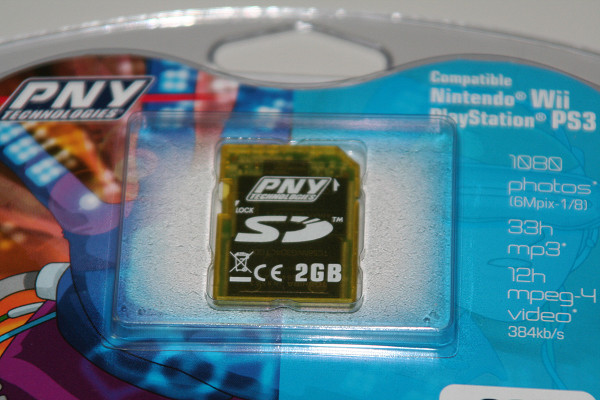 PNY
TECHNOLOGIES®
Compatible
Nintendo® Wii
PlayStation® PS3
1080
photos*
(6Mpix-1/8)
33h
mp3*
12h
mpeg-4
video*
384kb/s
PNY
TECHNOLOGIES
LOCK
SD™
CE 2GB